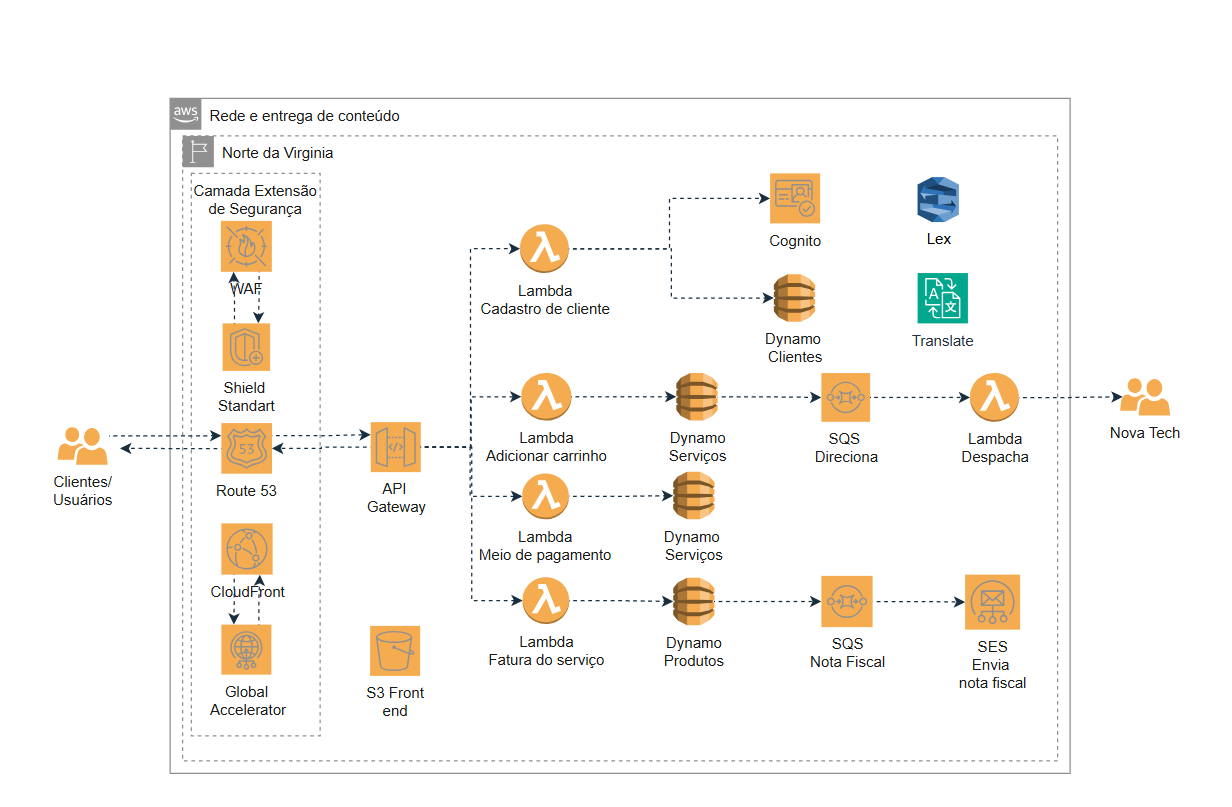 aws
Rede e entrega de conteúdo
Norte da Virginia
Camada Extensão
de Segurança
WAF
Shield
Standart
53
Route 53
CloudFront
Global
Accelerator
Clientes/
Usuários
</>
API
Gateway
S3 Front
end
Lambda
Cadastro de cliente
Cognito
Dynamo
Clientes
Lex
A
文
Translate
Lambda
Adicionar carrinho
Dynamo
Serviços
SQS
Direciona
Lambda
Despacha
Nova Tech
Lambda
Meio de pagamento
Dynamo
Serviços
Lambda
Fatura do serviço
Dynamo
Produtos
SQS
Nota Fiscal
SES
Envia
nota fiscal